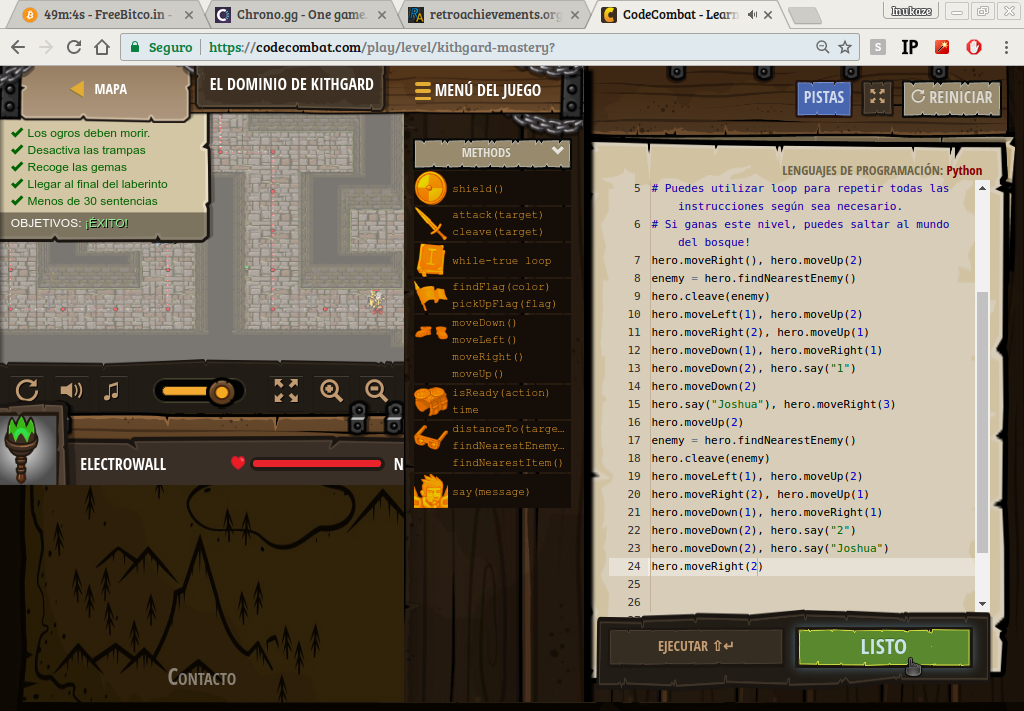 49m:4s - FreeBitco.in -
Chrono.gg - One game.
retroachievements.org
CodeCombat - Learn
Inukaze
Seguro
https://codecombat.com/play/level/kithgard-mastery?
S
IP
MAPA
EL DOMINIO DE KITHGARD
MENÚ DEL JUEGO
PISTAS
REINICIAR
Los ogros deben morir.
Desactiva las trampas
Recoge las gemas
Llegar al final del laberinto
Menos de 30 sentencias
OBJETIVOS: ¡ÉXITO!
METHODS
shield()
attack(target)
cleave(target)
while-true loop
findFlag(color)
pickUpFlag(flag)
moveDown()
moveLeft()
moveRight()
moveUp()
isReady(action)
time
distanceTo(targe…
findNearestEnemy…
findNearestItem()
say(message)
ELECTROWALL
N
CONTACTO
LENGUAJES DE PROGRAMACIÓN: Python
5 # Puedes utilizar loop para repetir todas las
instrucciones según sea necesario.
6 # Si ganas este nivel, puedes saltar al mundo
del bosque!
7 hero.moveRight(), hero.moveUp(2)
8 enemy = hero.findNearestEnemy()
9 hero.cleave(enemy)
10 hero.moveLeft(1), hero.moveUp(2)
11 hero.moveRight(2), hero.moveUp(1)
12 hero.moveDown(1), hero.moveRight(1)
13 hero.moveDown(2), hero.say("1")
14 hero.moveDown(2)
15 hero.say("Joshua"), hero.moveRight(3)
16 hero.moveUp(2)
17 enemy = hero.findNearestEnemy()
18 hero.cleave(enemy)
19 hero.moveLeft(1), hero.moveUp(2)
20 hero.moveRight(2), hero.moveUp(1)
21 hero.moveDown(1), hero.moveRight(1)
22 hero.moveDown(2), hero.say("2")
23 hero.moveDown(2), hero.say("Joshua")
24 hero.moveRight(2)
25
26
EJECUTAR ⇧↵
LISTO